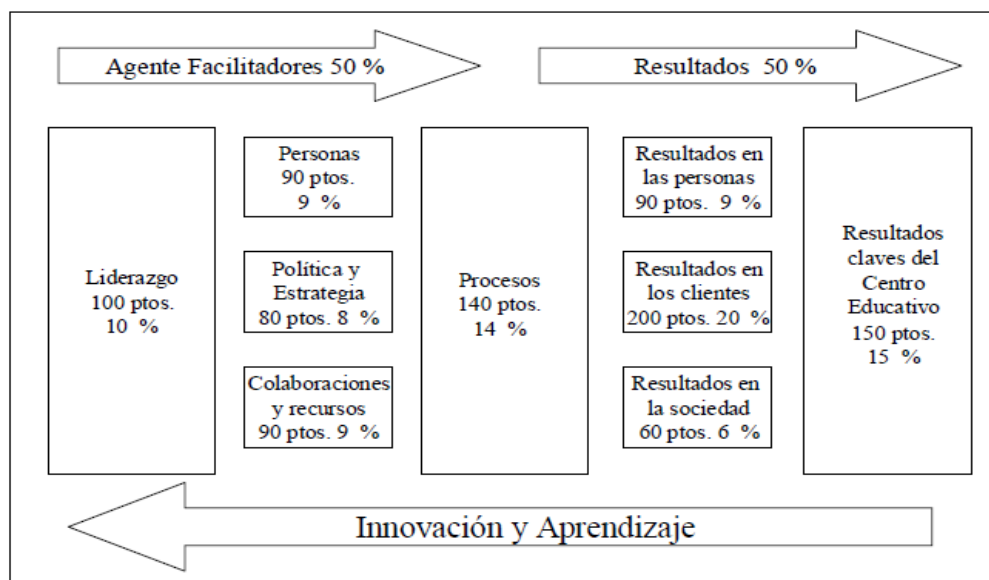 Agente Facilitadores 50 %
Resultados 50 %
Liderazgo
100 ptos.
10 %
Personas
90 ptos.
9 %
Política y
Estrategia
80 ptos. 8 %
Colaboraciones
y recursos
90 ptos. 9 %
Procesos
140 ptos.
14 %
Resultados en
las personas
90 ptos. 9 %
Resultados en
los clientes
200 ptos. 20 %
Resultados en
la sociedad
60 ptos. 6 %
Resultados
claves del
Centro
Educativo
150 ptos.
15 %
Innovación y Aprendizaje